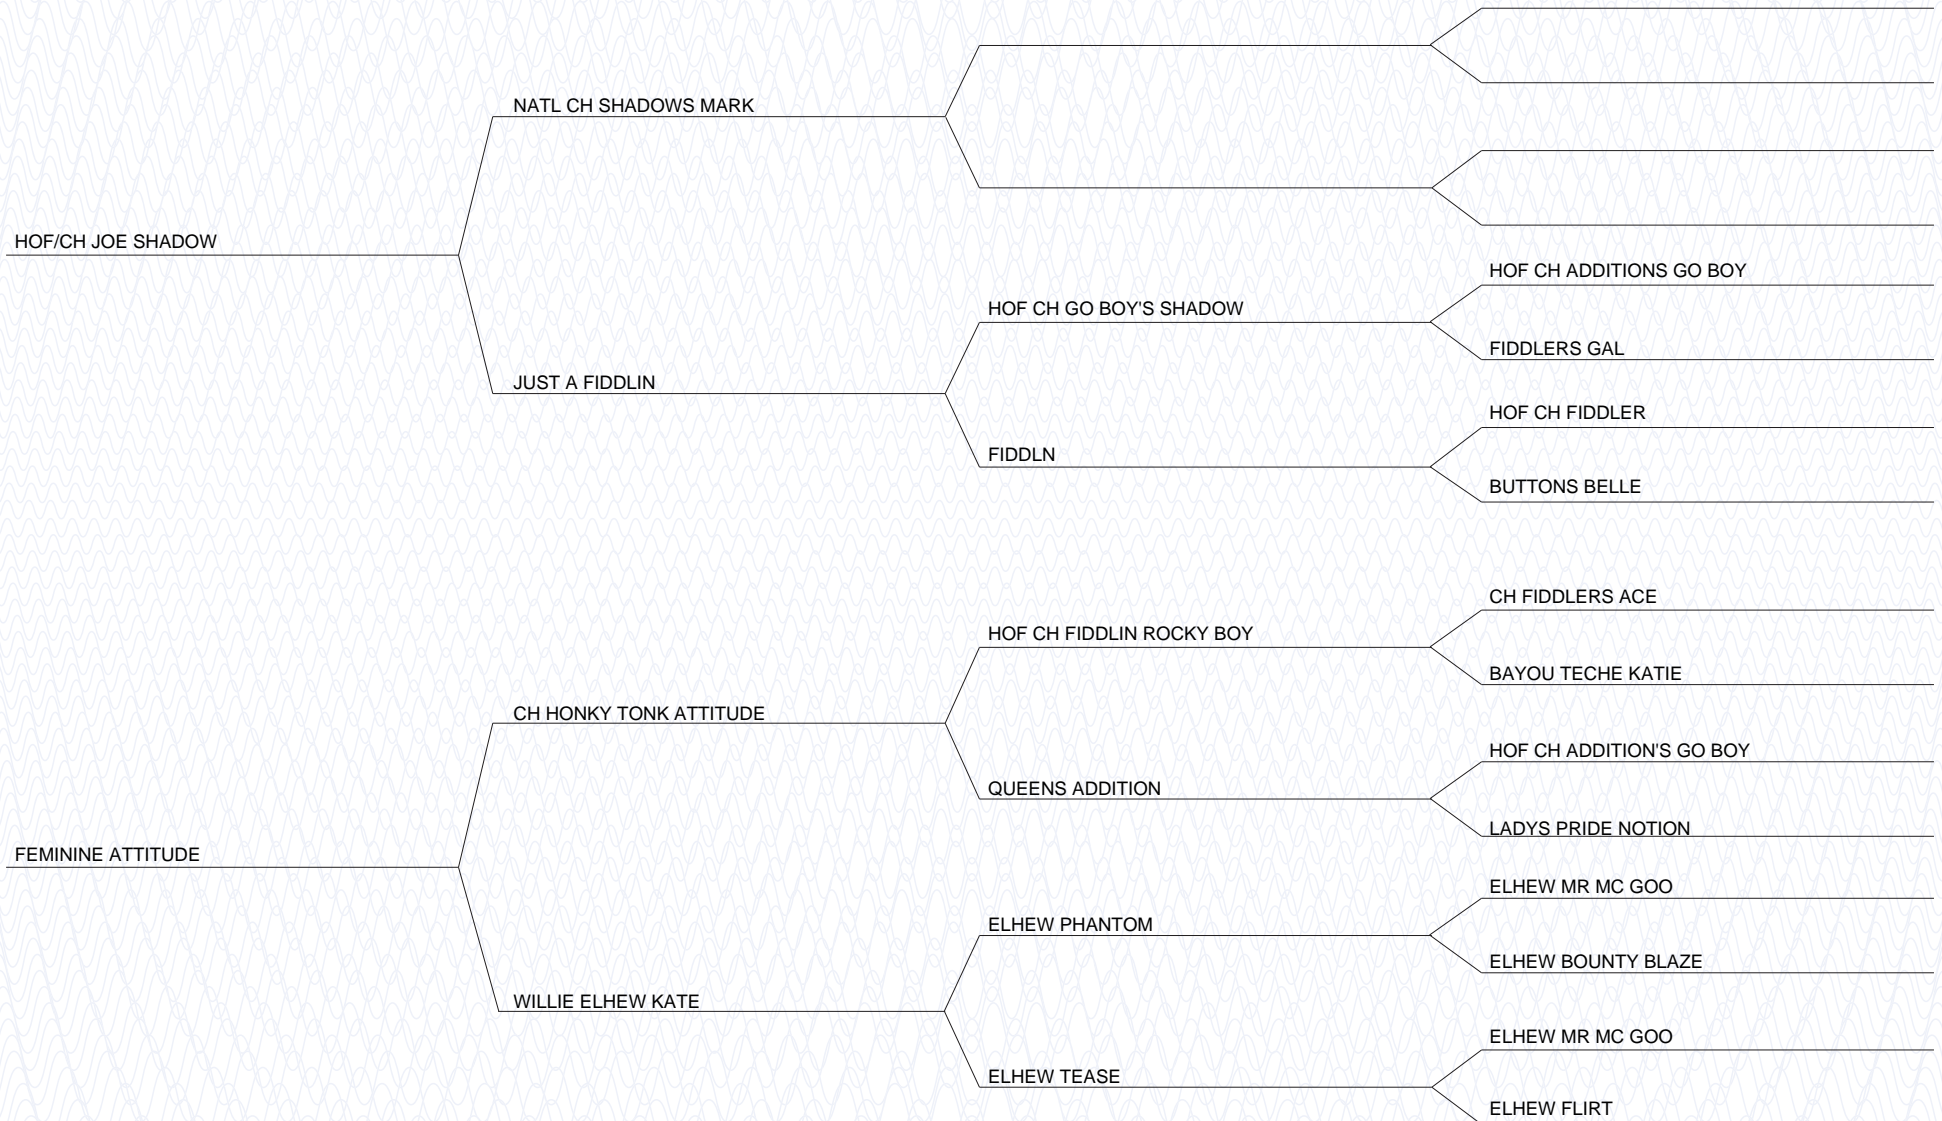 NATL CH SHADOWS MARK
HOF/CH JOE SHADOW
HOF CH ADDITIONS GO BOY
HOF CH GO BOY'S SHADOW
FIDDLERS GAL
JUST A FIDDLIN
HOF CH FIDDLER
FIDDLN
BUTTONS BELLE
CH FIDDLERS ACE
HOF CH FIDDLIN ROCKY BOY
BAYOU TECHE KATIE
CH HONKY TONK ATTITUDE
HOF CH ADDITION'S GO BOY
QUEENS ADDITION
LADYS PRIDE NOTION
FEMININE ATTITUDE
ELHEW MR MC GOO
ELHEW PHANTOM
ELHEW BOUNTY BLAZE
WILLIE ELHEW KATE
ELHEW MR MC GOO
ELHEW TEASE
ELHEW FLIRT